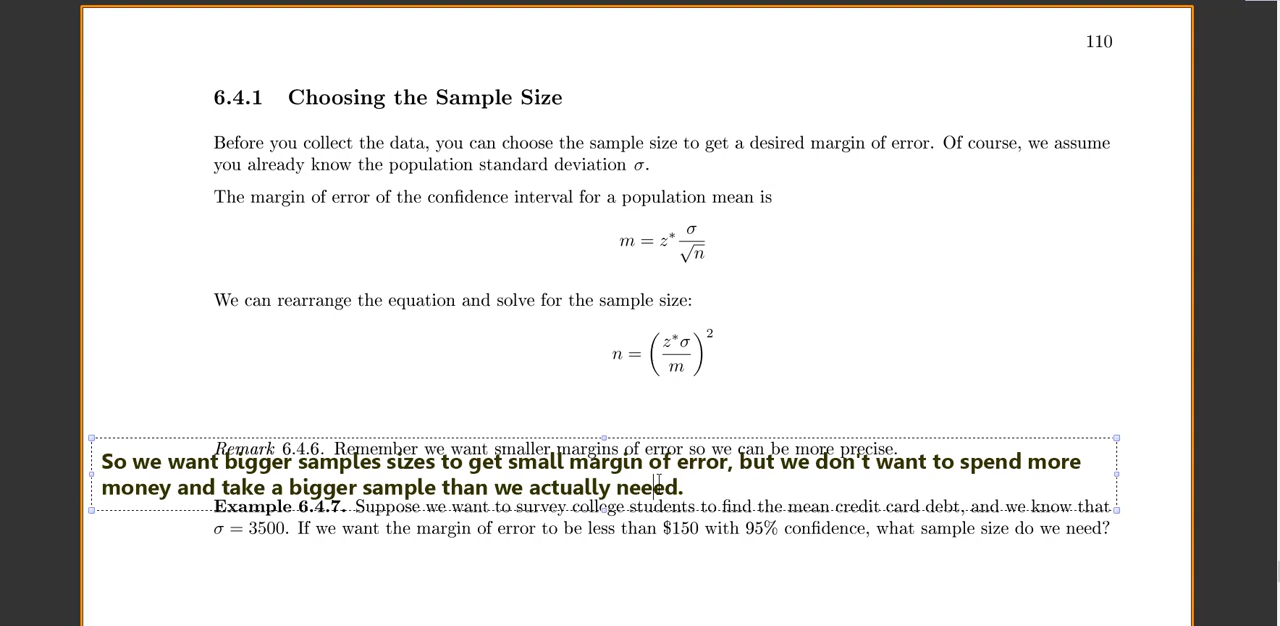 110
6.4.1 Choosing the Sample Size
Before you collect the data, you can choose the sample size to get a desired margin of error. Of course, we assume
you already know the population standard deviation σ.
The margin of error of the confidence interval for a population mean is
m = z* σ/√n
We can rearrange the equation and solve for the sample size:
n = (z*σ/m)²
Remark 6.4.6. Remember we want smaller margins of error so we can be more precise.
So we want bigger samples sizes to get small margin of error, but we don't want to spend more
money and take a bigger sample than we actually need.
Example 6.4.7. Suppose we want to survey college students to find the mean credit card debt, and we know that
σ = 3500. If we want the margin of error to be less than $150 with 95% confidence, what sample size do we need?